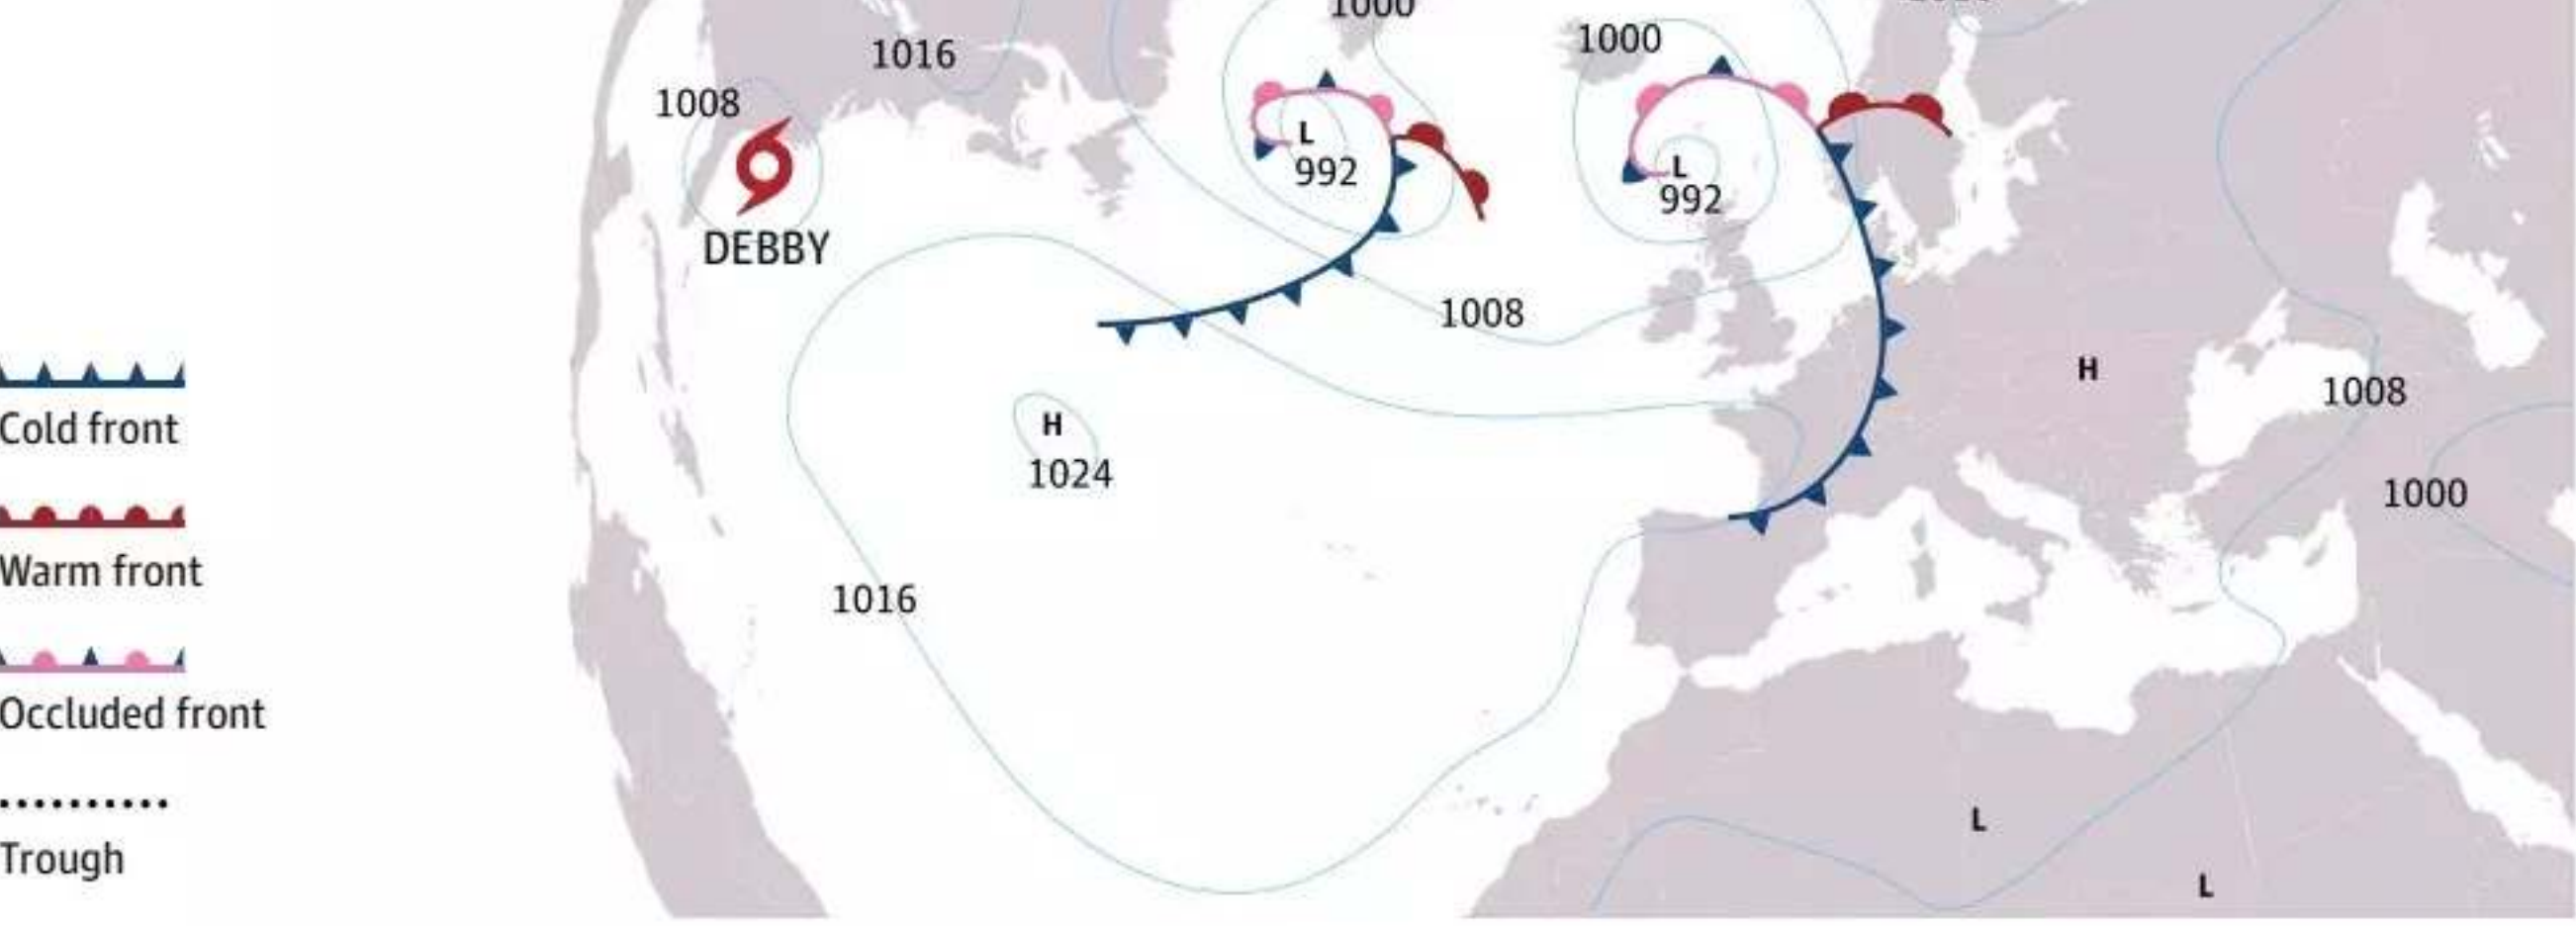 1000
1000
1016
1008
L
992
L
992
DEBBY
1008
Cold front
H
1008
H
1024
1000
Warm front
1016
Occluded front
L
Trough
L